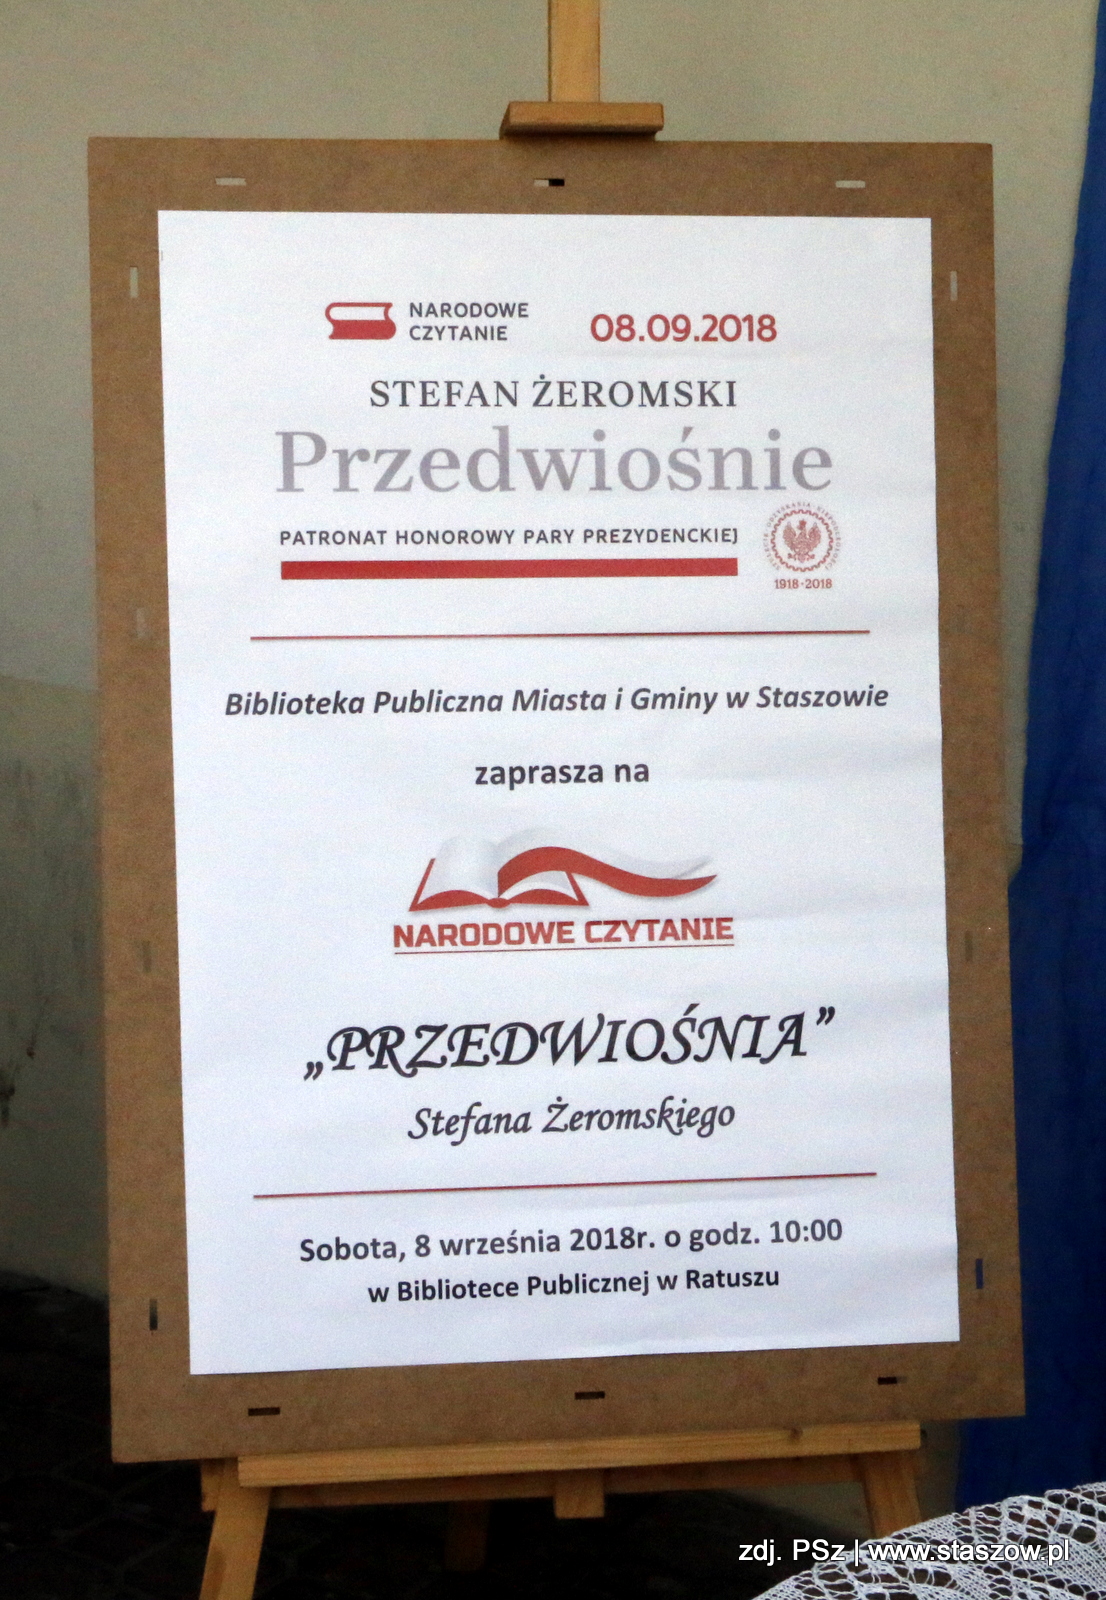 NARODOWE
CZYTANIE
08.09.2018
STEFAN ŻEROMSKI
Przedwiośnie
PATRONAT HONOROWY PARY PREZYDENCKIEJ
1918-2018
Biblioteka Publiczna Miasta i Gminy w Staszowie
zaprasza na
NARODOWE CZYTANIE
„PRZEDWIOŚNIA”
Stefana Żeromskiego
Sobota, 8 września 2018r. o godz. 10:00
w Bibliotece Publicznej w Ratuszu
zdj. PSz | www.staszow.pl